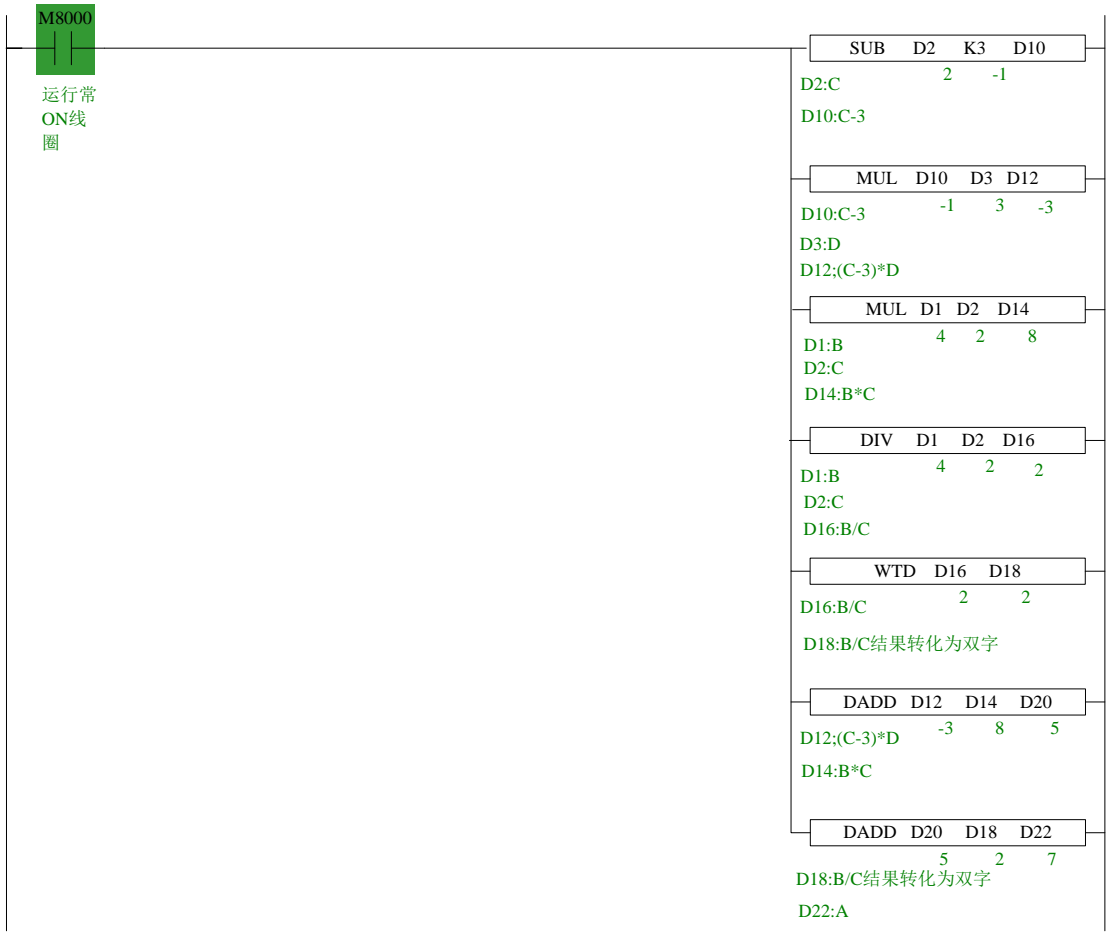 M8000
运行常
ON线
圈
SUB D2 K3 D10
2 -1
D2:C
D10:C-3
MUL D10 D3 D12
-1 3 -3
D10:C-3
D3:D
D12;(C-3)*D
MUL D1 D2 D14
4 2 8
D1:B
D2:C
D14:B*C
DIV D1 D2 D16
4 2 2
D1:B
D2:C
D16:B/C
WTD D16 D18
2 2
D16:B/C
D18:B/C结果转化为双字
DADD D12 D14 D20
-3 8 5
D12;(C-3)*D
D14:B*C
DADD D20 D18 D22
5 2 7
D18:B/C结果转化为双字
D22:A